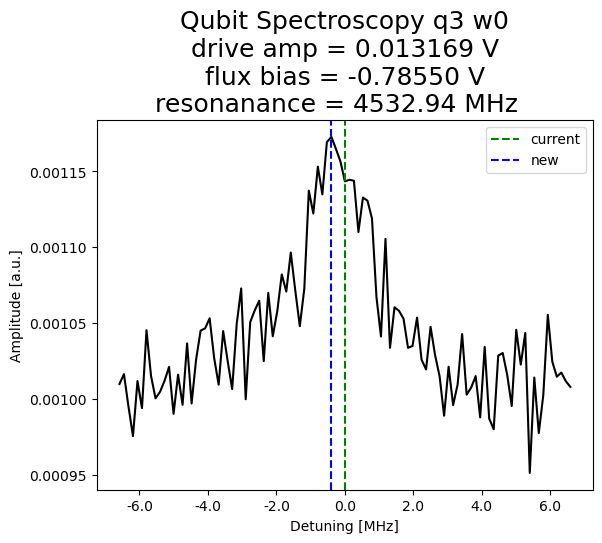 Qubit Spectroscopy q3 w0
drive amp = 0.013169 V
flux bias = -0.78550 V
resonanance = 4532.94 MHz
current
new
0.00115
0.00110
0.00105
0.00100
0.00095
Amplitude [a.u.]
-6.0 -4.0 -2.0 0.0 2.0 4.0 6.0
Detuning [MHz]